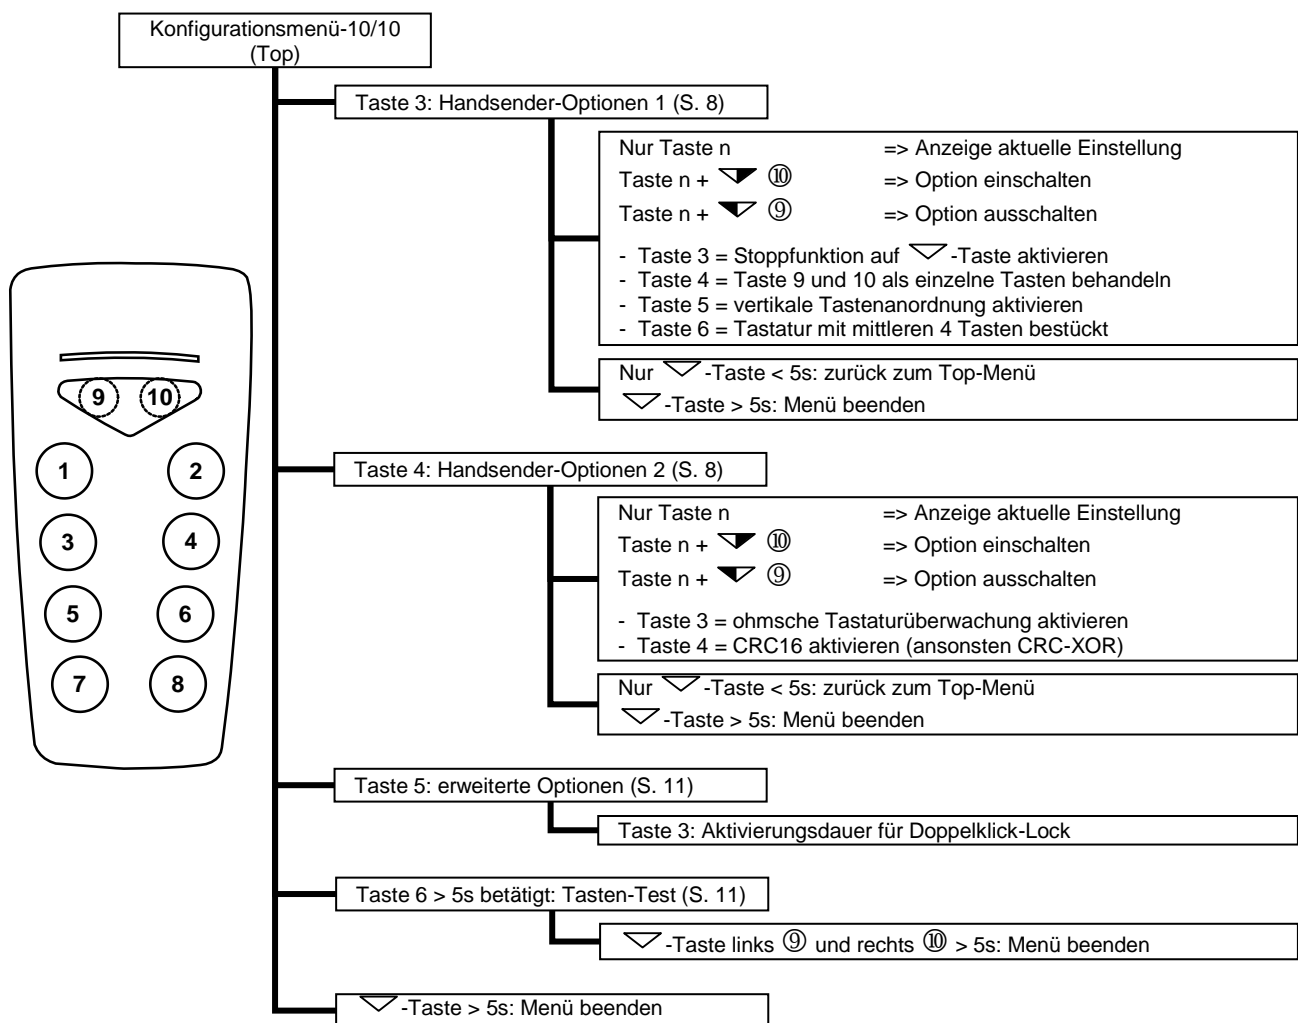 Konfigurationsmenü-10/10
(Top)
Taste 3: Handsender-Optionen 1 (S. 8)
Nur Taste n => Anzeige aktuelle Einstellung
Taste n + ⑩ => Option einschalten
Taste n + ⑨ => Option ausschalten
- Taste 3 = Stoppfunktion auf -Taste aktivieren
- Taste 4 = Taste 9 und 10 als einzelne Tasten behandeln
- Taste 5 = vertikale Tastenanordnung aktivieren
- Taste 6 = Tastatur mit mittleren 4 Tasten bestückt
Nur -Taste < 5s: zurück zum Top-Menü
-Taste > 5s: Menü beenden
9 10
1 2
3 4
5 6
7 8
Taste 4: Handsender-Optionen 2 (S. 8)
Nur Taste n => Anzeige aktuelle Einstellung
Taste n + ⑩ => Option einschalten
Taste n + ⑨ => Option ausschalten
- Taste 3 = ohmsche Tastaturüberwachung aktivieren
- Taste 4 = CRC16 aktivieren (ansonsten CRC-XOR)
Nur -Taste < 5s: zurück zum Top-Menü
-Taste > 5s: Menü beenden
Taste 5: erweiterte Optionen (S. 11)
Taste 3: Aktivierungsdauer für Doppelklick-Lock
Taste 6 > 5s betätigt: Tasten-Test (S. 11)
-Taste links ⑨ und rechts ⑩ > 5s: Menü beenden
-Taste > 5s: Menü beenden